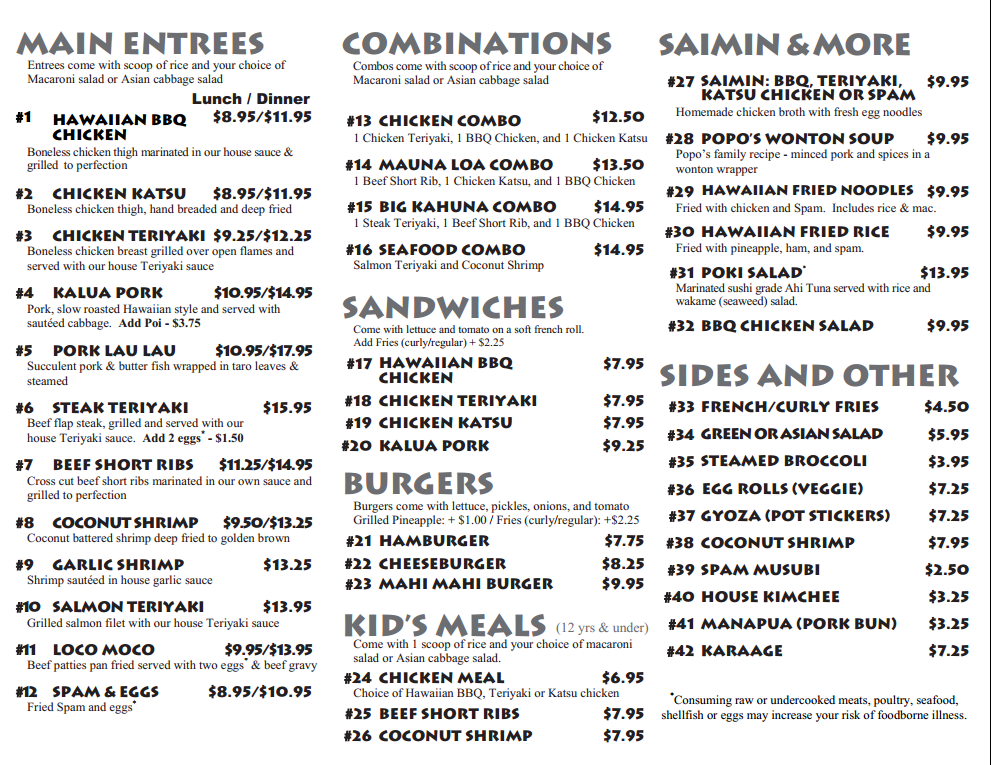 MAIN ENTREES
Entrees come with scoop of rice and your choice of
Macaroni salad or Asian cabbage salad
Lunch / Dinner
#1 HAWAIIAN BBQ $8.95/$11.95
CHICKEN
Boneless chicken thigh marinated in our house sauce &
grilled to perfection
#2 CHICKEN KATSU $8.95/$11.95
Boneless chicken thigh, hand breaded and deep fried
#3 CHICKEN TERIYAKI $9.25/$12.25
Boneless chicken breast grilled over open flames and
served with our house Teriyaki sauce
#4 KALUA PORK $10.95/$14.95
Pork, slow roasted Hawaiian style and served with
sautéed cabbage. Add Poi - $3.75
#5 PORK LAU LAU $10.95/$17.95
Succulent pork & butter fish wrapped in taro leaves &
steamed
#6 STEAK TERIYAKI $15.95
Beef flap steak, grilled and served with our
house Teriyaki sauce. Add 2 eggs* - $1.50
#7 BEEF SHORT RIBS $11.25/$14.95
Cross cut beef short ribs marinated in our own sauce and
grilled to perfection
#8 COCONUT SHRIMP $9.50/$13.25
Coconut battered shrimp deep fried to golden brown
#9 GARLIC SHRIMP $13.25
Shrimp sautéed in house garlic sauce
#10 SALMON TERIYAKI $13.95
Grilled salmon filet with our house Teriyaki sauce
#11 LOCO MOCO $9.95/$13.95
Beef patties pan fried served with two eggs* & beef gravy
#12 SPAM & EGGS $8.95/$10.95
Fried Spam and eggs*
COMBINATIONS
Combos come with scoop of rice and your choice of
Macaroni salad or Asian cabbage salad
#13 CHICKEN COMBO $12.50
1 Chicken Teriyaki, 1 BBQ Chicken, and 1 Chicken Katsu
#14 MAUNA LOA COMBO $13.50
1 Beef Short Rib, 1 Chicken Katsu, and 1 BBQ Chicken
#15 BIG KAHUNA COMBO $14.95
1 Steak Teriyaki, 1 Beef Short Rib, and 1 BBQ Chicken
#16 SEAFOOD COMBO $14.95
Salmon Teriyaki and Coconut Shrimp
SANDWICHES
Come with lettuce and tomato on a soft french roll.
Add Fries (curly/regular) + $2.25
#17 HAWAIIAN BBQ $7.95
CHICKEN
#18 CHICKEN TERIYAKI $7.95
#19 CHICKEN KATSU $7.95
#20 KALUA PORK $9.25
BURGERS
Burgers come with lettuce, pickles, onions, and tomato
Grilled Pineapple: + $1.00 / Fries (curly/regular): +$2.25
#21 HAMBURGER $7.75
#22 CHEESEBURGER $8.25
#23 MAHI MAHI BURGER $9.95
KID'S MEALS (12 yrs & under)
Come with 1 scoop of rice and your choice of macaroni
salad or Asian cabbage salad.
#24 CHICKEN MEAL $6.95
Choice of Hawaiian BBQ, Teriyaki or Katsu chicken
#25 BEEF SHORT RIBS $7.95
#26 COCONUT SHRIMP $7.95
SAIMIN & MORE
#27 SAIMIN: BBQ, TERIYAKI, $9.95
KATSU CHICKEN OR SPAM
Homemade chicken broth with fresh egg noodles
#28 POPO'S WONTON SOUP $9.95
Popo's family recipe - minced pork and spices in a
wonton wrapper
#29 HAWAIIAN FRIED NOODLES $9.95
Fried with chicken and Spam. Includes rice & mac.
#30 HAWAIIAN FRIED RICE $9.95
Fried with pineapple, ham, and spam.
#31 POKI SALAD* $13.95
Marinated sushi grade Ahi Tuna served with rice and
wakame (seaweed) salad.
#32 BBQ CHICKEN SALAD $9.95
SIDES AND OTHER
#33 FRENCH/CURLY FRIES $4.50
#34 GREEN OR ASIAN SALAD $5.95
#35 STEAMED BROCCOLI $3.95
#36 EGG ROLLS (VEGGIE) $7.25
#37 GYOZA (POT STICKERS) $7.25
#38 COCONUT SHRIMP $7.95
#39 SPAM MUSUBI $2.50
#40 HOUSE KIMCHEE $3.25
#41 MANAPUA (PORK BUN) $3.25
#42 KARAAGE $7.25
*Consuming raw or undercooked meats, poultry, seafood,
shellfish or eggs may increase your risk of foodborne illness.